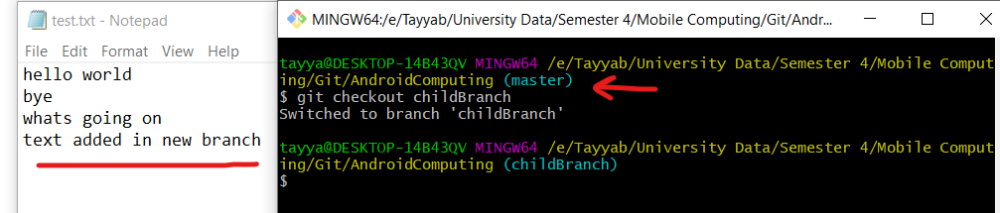 test.txt - Notepad
File Edit Format View Help
hello world
bye
whats going on
text added in new branch
MINGW64:/e/Tayyab/University Data/Semester 4/Mobile Computing/Git/Andr...
tayya@DESKTOP-14B43QV MINGW64 /e/Tayyab/University Data/Semester 4/Mobile Comput
ing/Git/AndroidComputing (master)
$ git checkout childBranch
Switched to branch 'childBranch'
tayya@DESKTOP-14B43QV MINGW64 /e/Tayyab/University Data/Semester 4/Mobile Comput
ing/Git/AndroidComputing (childBranch)
$